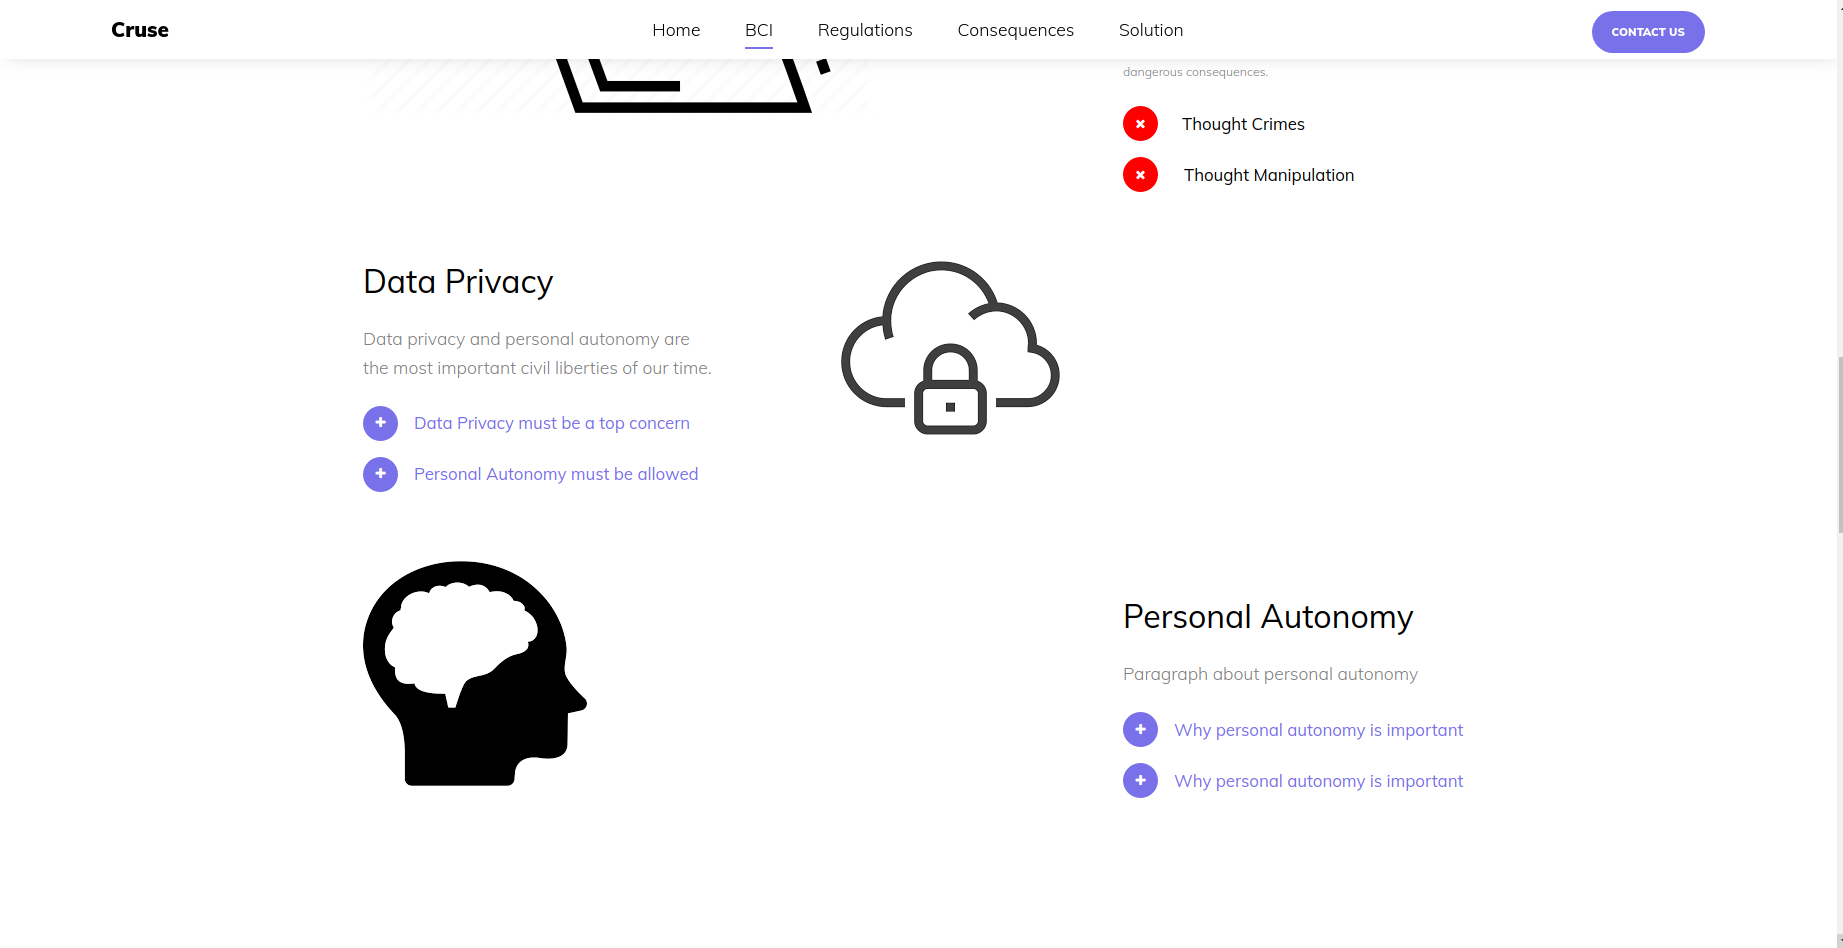 Cruse
Home
BCI
Regulations
Consequences
Solution
CONTACT US
dangerous consequences.
Thought Crimes
Thought Manipulation
Data Privacy
Data privacy and personal autonomy are
the most important civil liberties of our time.
Data Privacy must be a top concern
Personal Autonomy must be allowed
Personal Autonomy
Paragraph about personal autonomy
Why personal autonomy is important
Why personal autonomy is important